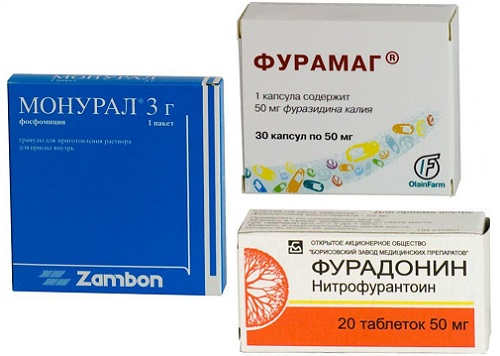 МОНУРАЛ® 3 г
фосфомицин
1 пакет
гранулы для приготовления раствора
для приема внутрь
Zambon
ФУРАМАГ®
1 капсула содержит
50 мг фуразидина калия
30 капсул по 50 мг
OlainFarm
ОТКРЫТОЕ АКЦИОНЕРНОЕ ОБЩЕСТВО
"БОРИСОВСКИЙ ЗАВОД МЕДИЦИНСКИХ ПРЕПАРАТОВ"
ФУРАДОНИН
Нитрофурантоин
20 таблеток 50 мг